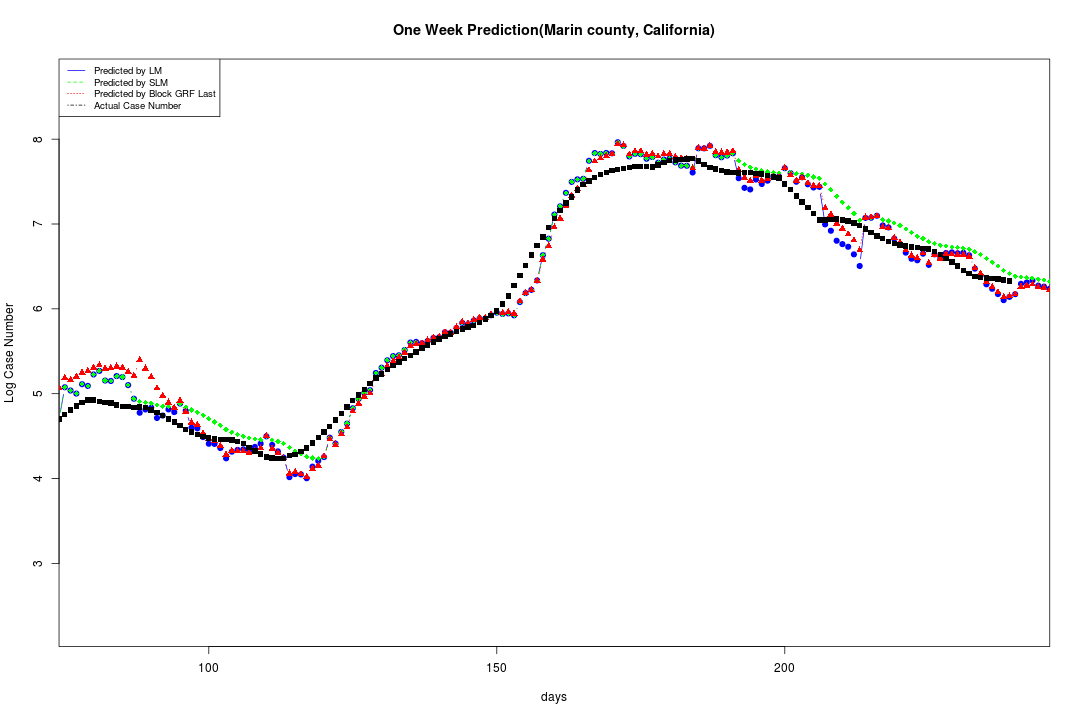 One Week Prediction(Marin county, California)
Predicted by LM
Predicted by SLM
Predicted by Block GRF Last
Actual Case Number
8
7
6
5
4
3
Log Case Number
100 150 200
days